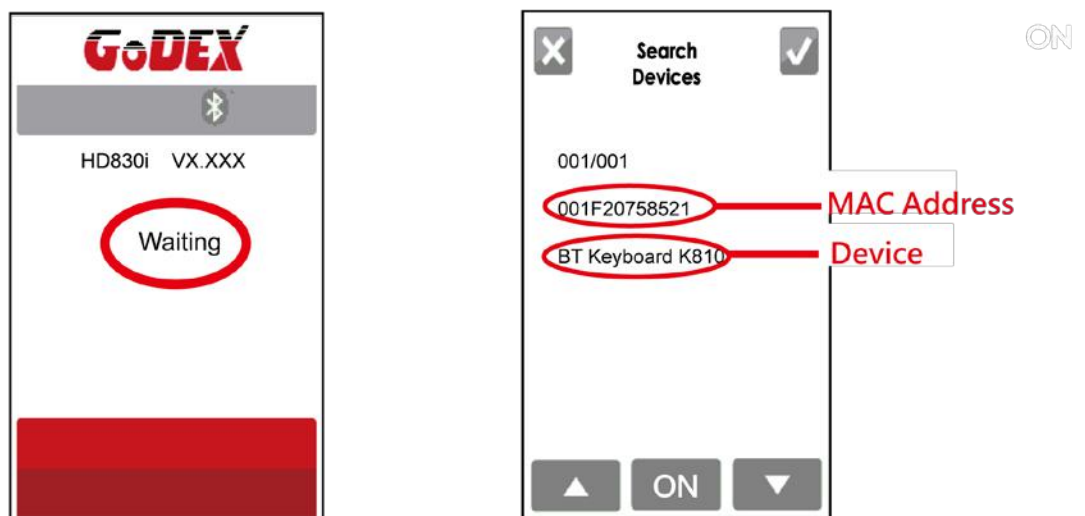 GoDEX
HD830i VX.XXX
Waiting
Search
Devices
001/001
001F20758521
BT Keyboard K810
ON
MAC Address
Device
ON